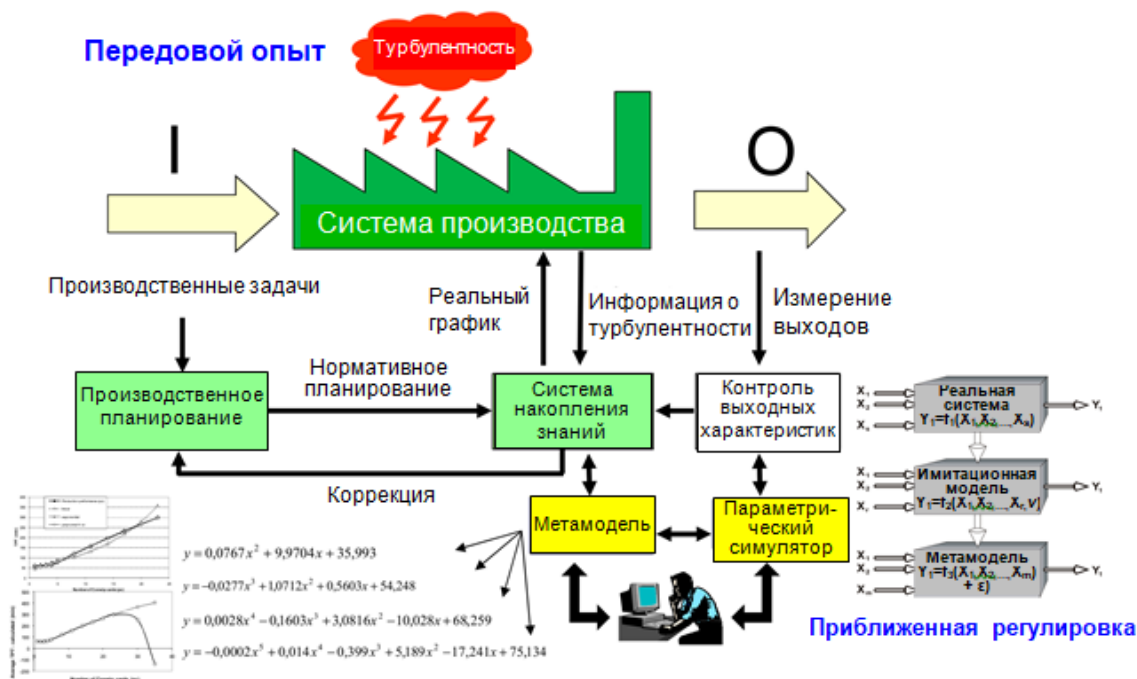 Передовой опыт
Турбулентность
I
O
Система производства
Производственные задачи
Реальный
график
Информация о
турбулентности
Измерение
выходов
Нормативное
планирование
Производственное
планирование
Система
накопления
знаний
Контроль
выходных
характеристик
Коррекция
Метамодель
Параметри-
ческий
симулятор
y = 0,0767x² + 9,9704x + 35,993
y = −0,0277x³ + 1,0712x² + 0,5603x + 54,248
y = 0,0028x⁴ − 0,1603x³ + 3,0816x² − 10,028x + 68,259
y = −0,0002x⁵ + 0,014x⁴ − 0,399x³ + 5,189x² − 17,241x + 75,134
Реальная
система
Имитационная
модель
Метамодель
+ ε)
Приближенная регулировка